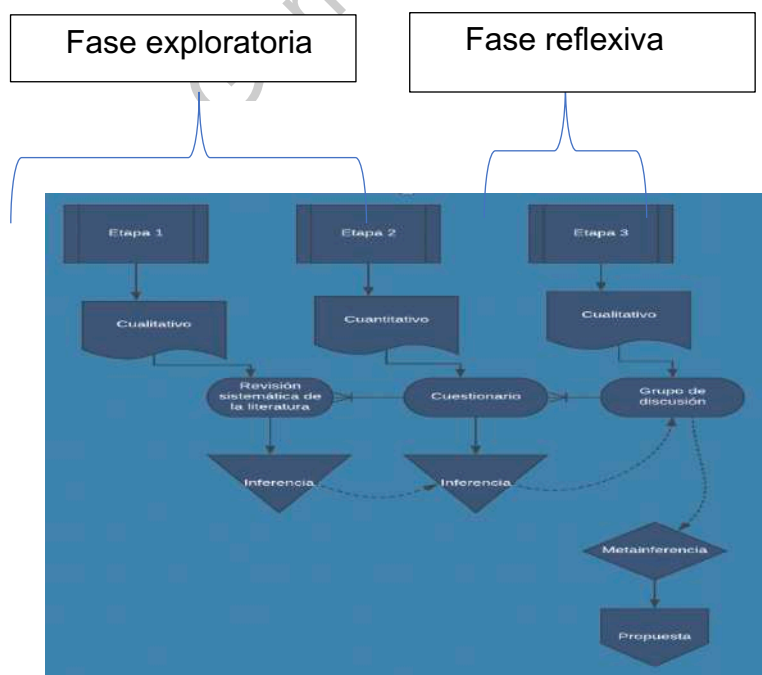 Fase exploratoria
Fase reflexiva
Etapa 1
Etapa 2
Etapa 3
Cualitativo
Cuantitativo
Cualitativo
Revisión
sistemática de
la literatura
Cuestionario
Grupo de
discusión
Inferencia
Inferencia
Metainferencia
Propuesta